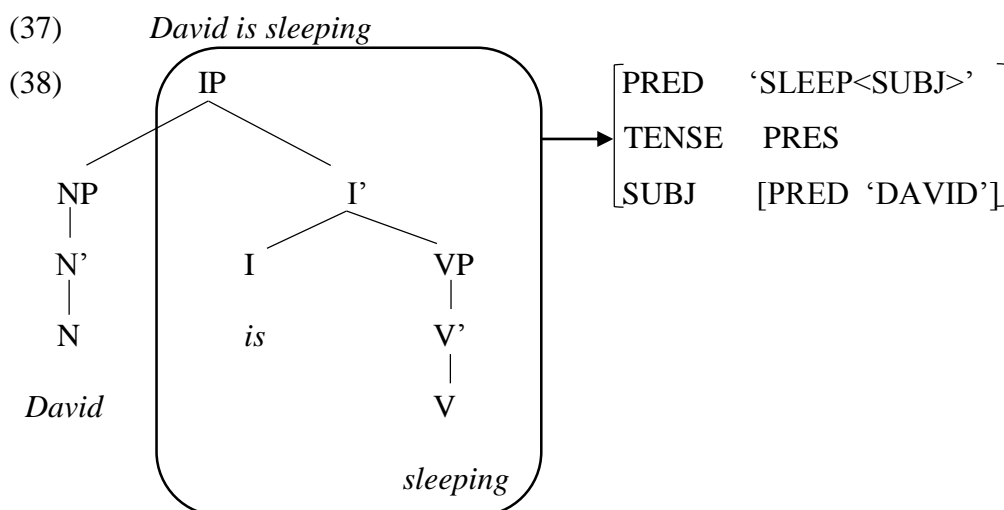 (37) David is sleeping
(38) IP PRED ‘SLEEP<SUBJ>’
TENSE PRES
NP I’ SUBJ [PRED ‘DAVID’]
N’ I VP
N is V’
David V
sleeping